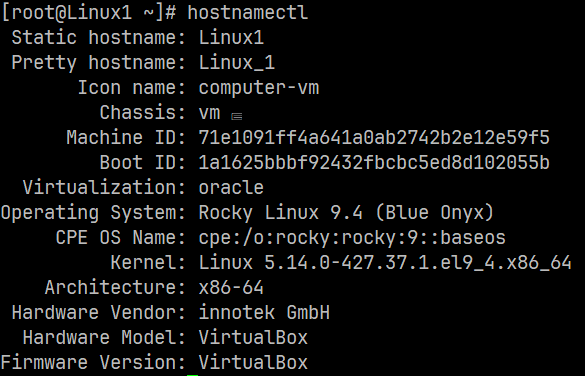 [root@Linux1 ~]# hostnamectl
Static hostname: Linux1
Pretty hostname: Linux_1
Icon name: computer-vm
Chassis: vm
Machine ID: 71e1091ff4a641a0ab2742b2e12e59f5
Boot ID: 1a1625bbbf92432fbcbc5ed8d102055b
Virtualization: oracle
Operating System: Rocky Linux 9.4 (Blue Onyx)
CPE OS Name: cpe:/o:rocky:rocky:9::baseos
Kernel: Linux 5.14.0-427.37.1.el9_4.x86_64
Architecture: x86-64
Hardware Vendor: innotek GmbH
Hardware Model: VirtualBox
Firmware Version: VirtualBox